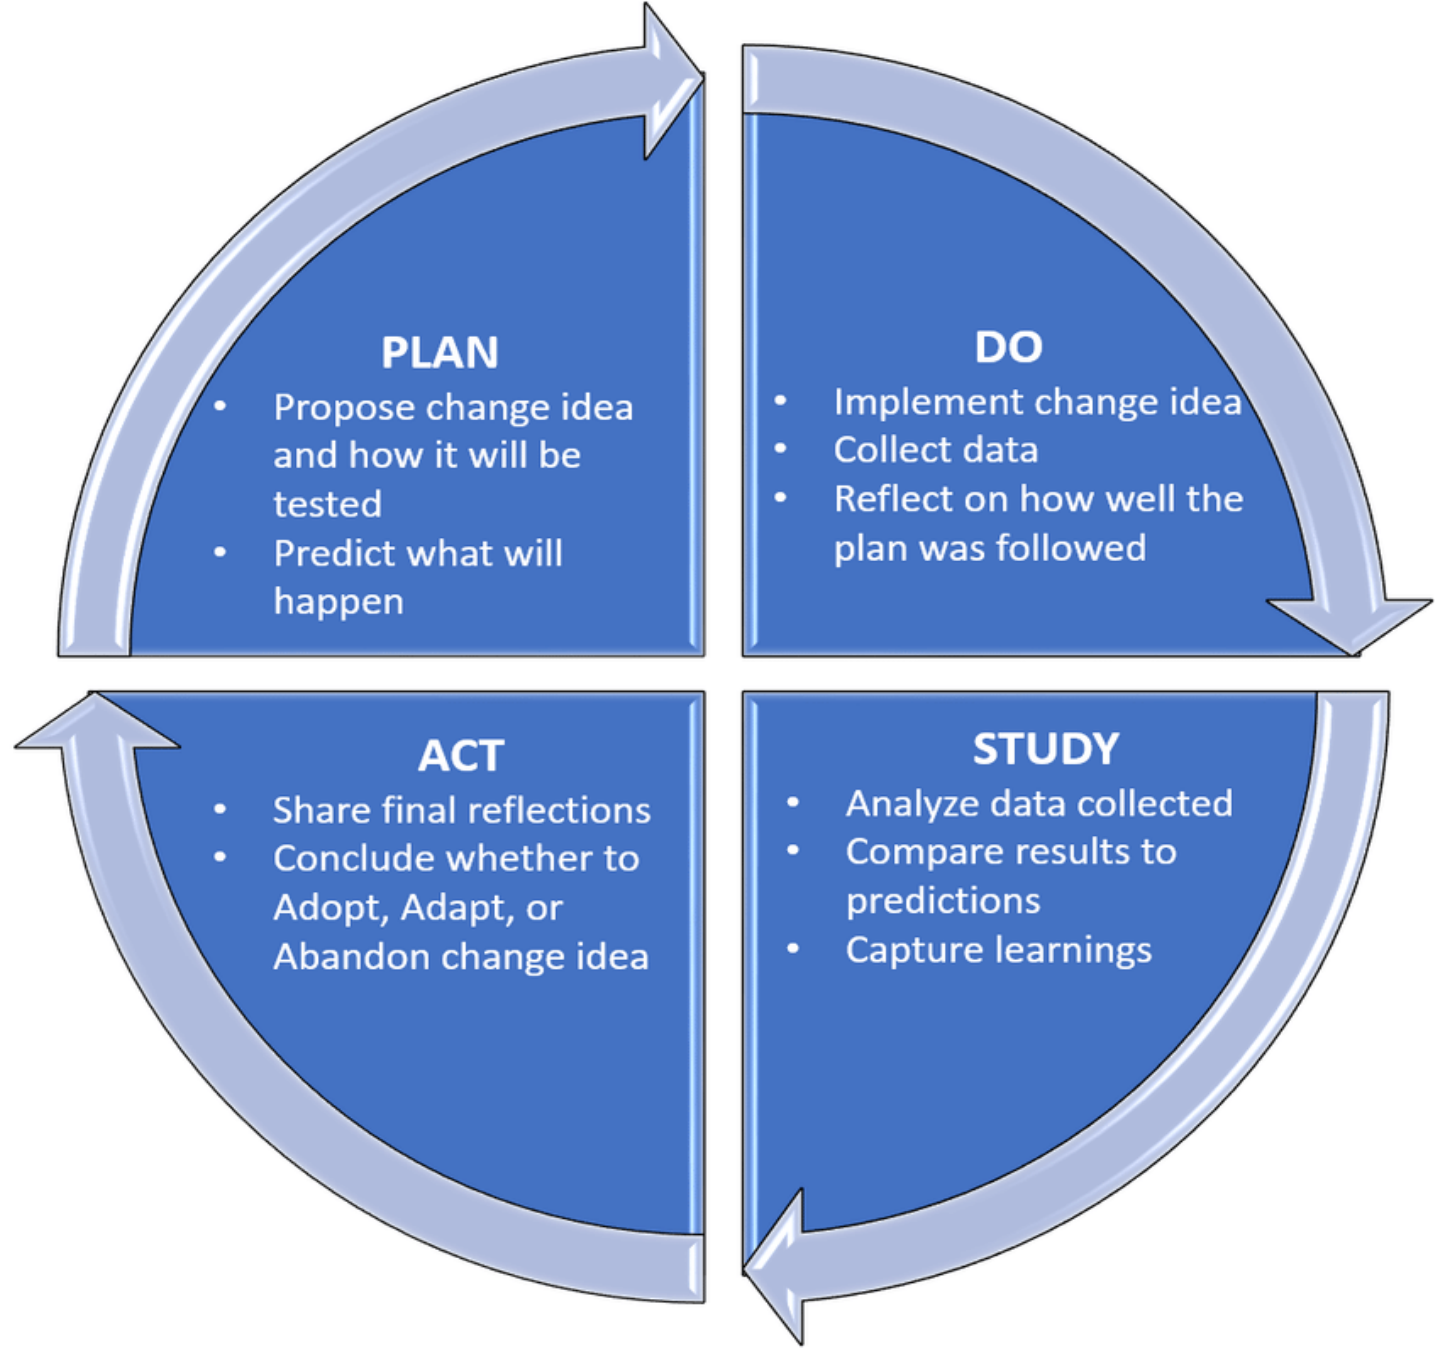 PLAN
• Propose change idea
and how it will be
tested
• Predict what will
happen
DO
• Implement change idea
• Collect data
• Reflect on how well the
plan was followed
ACT
• Share final reflections
• Conclude whether to
Adopt, Adapt, or
Abandon change idea
STUDY
• Analyze data collected
• Compare results to
predictions
• Capture learnings